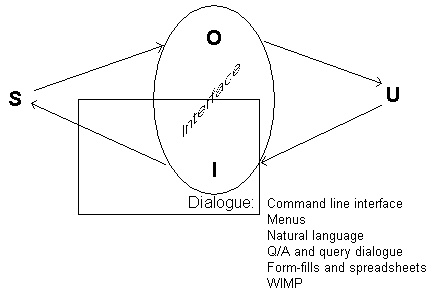 O
S
Interface
U
I
Dialogue:
Command line interface
Menus
Natural language
Q/A and query dialogue
Form-fills and spreadsheets
WIMP